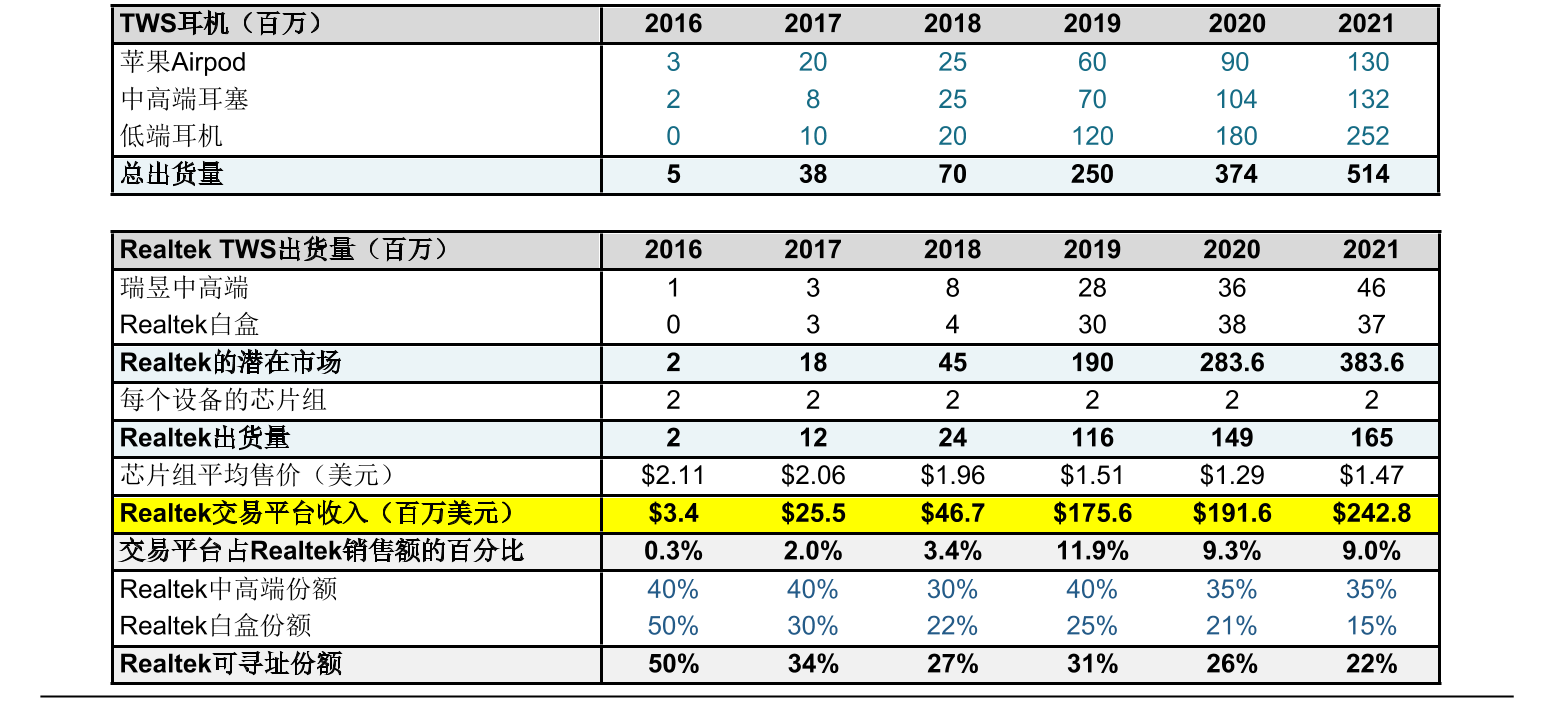 TWS耳机（百万） 2016 2017 2018 2019 2020 2021
苹果Airpod 3 20 25 60 90 130
中高端耳塞 2 8 25 70 104 132
低端耳机 0 10 20 120 180 252
总出货量 5 38 70 250 374 514
Realtek TWS出货量（百万） 2016 2017 2018 2019 2020 2021
瑞昱中高端 1 3 8 28 36 46
Realtek白盒 0 3 4 30 38 37
Realtek的潜在市场 2 18 45 190 283.6 383.6
每个设备的芯片组 2 2 2 2 2 2
Realtek出货量 2 12 24 116 149 165
芯片组平均售价（美元） $2.11 $2.06 $1.96 $1.51 $1.29 $1.47
Realtek交易平台收入（百万美元） $3.4 $25.5 $46.7 $175.6 $191.6 $242.8
交易平台占Realtek销售额的百分比 0.3% 2.0% 3.4% 11.9% 9.3% 9.0%
Realtek中高端份额 40% 40% 30% 40% 35% 35%
Realtek白盒份额 50% 30% 22% 25% 21% 15%
Realtek可寻址份额 50% 34% 27% 31% 26% 22%